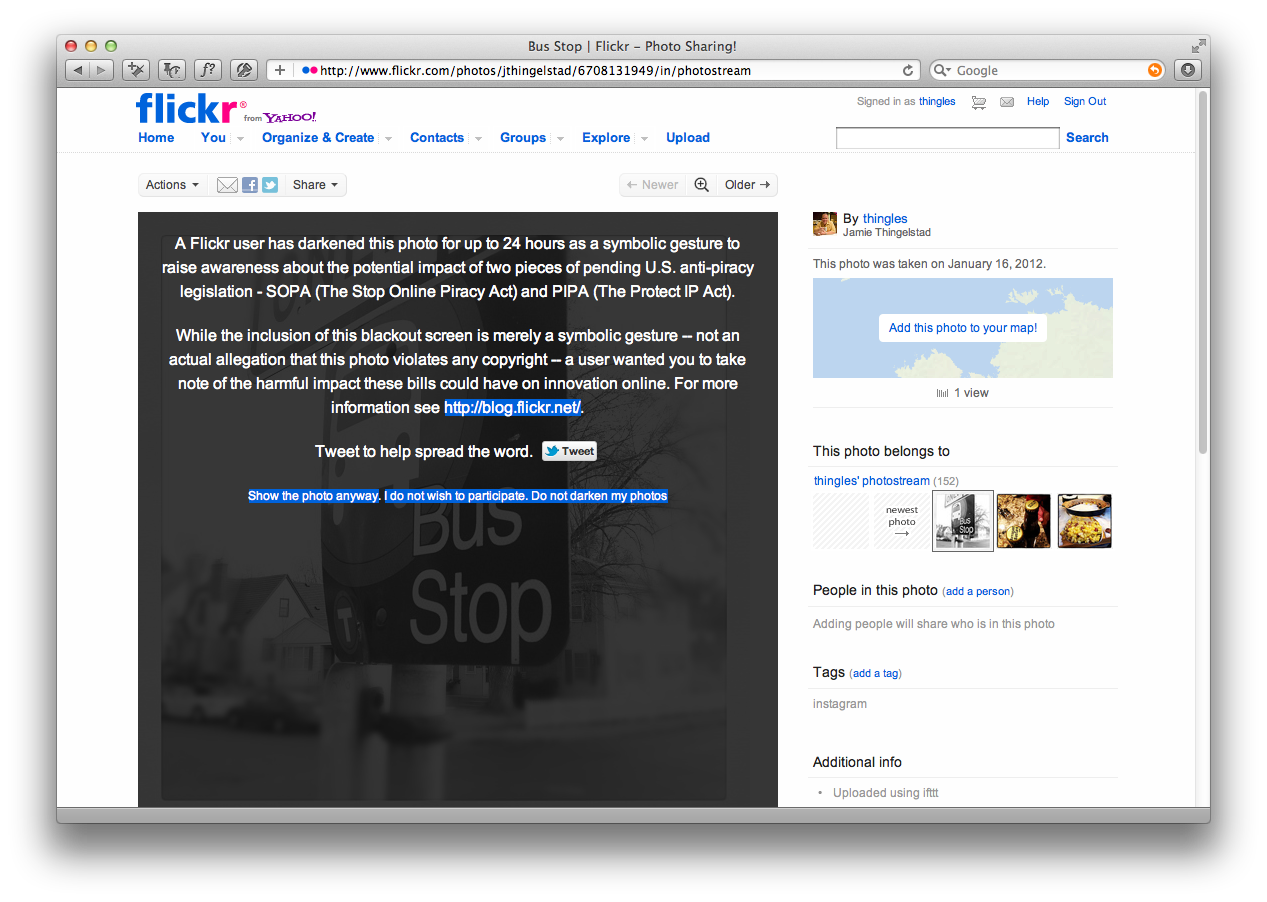 Bus Stop | Flickr – Photo Sharing!
f?
http://www.flickr.com/photos/jthingelstad/6708131949/in/photostream
Google
flickr® from YAHOO!
Signed in as thingles Help Sign Out
Home You Organize & Create Contacts Groups Explore Upload Search
Actions Share ← Newer Older →
A Flickr user has darkened this photo for up to 24 hours as a symbolic gesture to
raise awareness about the potential impact of two pieces of pending U.S. anti-piracy
legislation - SOPA (The Stop Online Piracy Act) and PIPA (The Protect IP Act).
While the inclusion of this blackout screen is merely a symbolic gesture -- not an
actual allegation that this photo violates any copyright -- a user wanted you to take
note of the harmful impact these bills could have on innovation online. For more
information see http://blog.flickr.net/.
Tweet to help spread the word. Tweet
Show the photo anyway. I do not wish to participate. Do not darken my photos
Bus
Stop
T
By thingles
Jamie Thingelstad
This photo was taken on January 16, 2012.
Add this photo to your map!
1 view
This photo belongs to
thingles' photostream (152)
newest
photo
→
Bus
Stop
People in this photo (add a person)
Adding people will share who is in this photo
Tags (add a tag)
instagram
Additional info
• Uploaded using ifttt